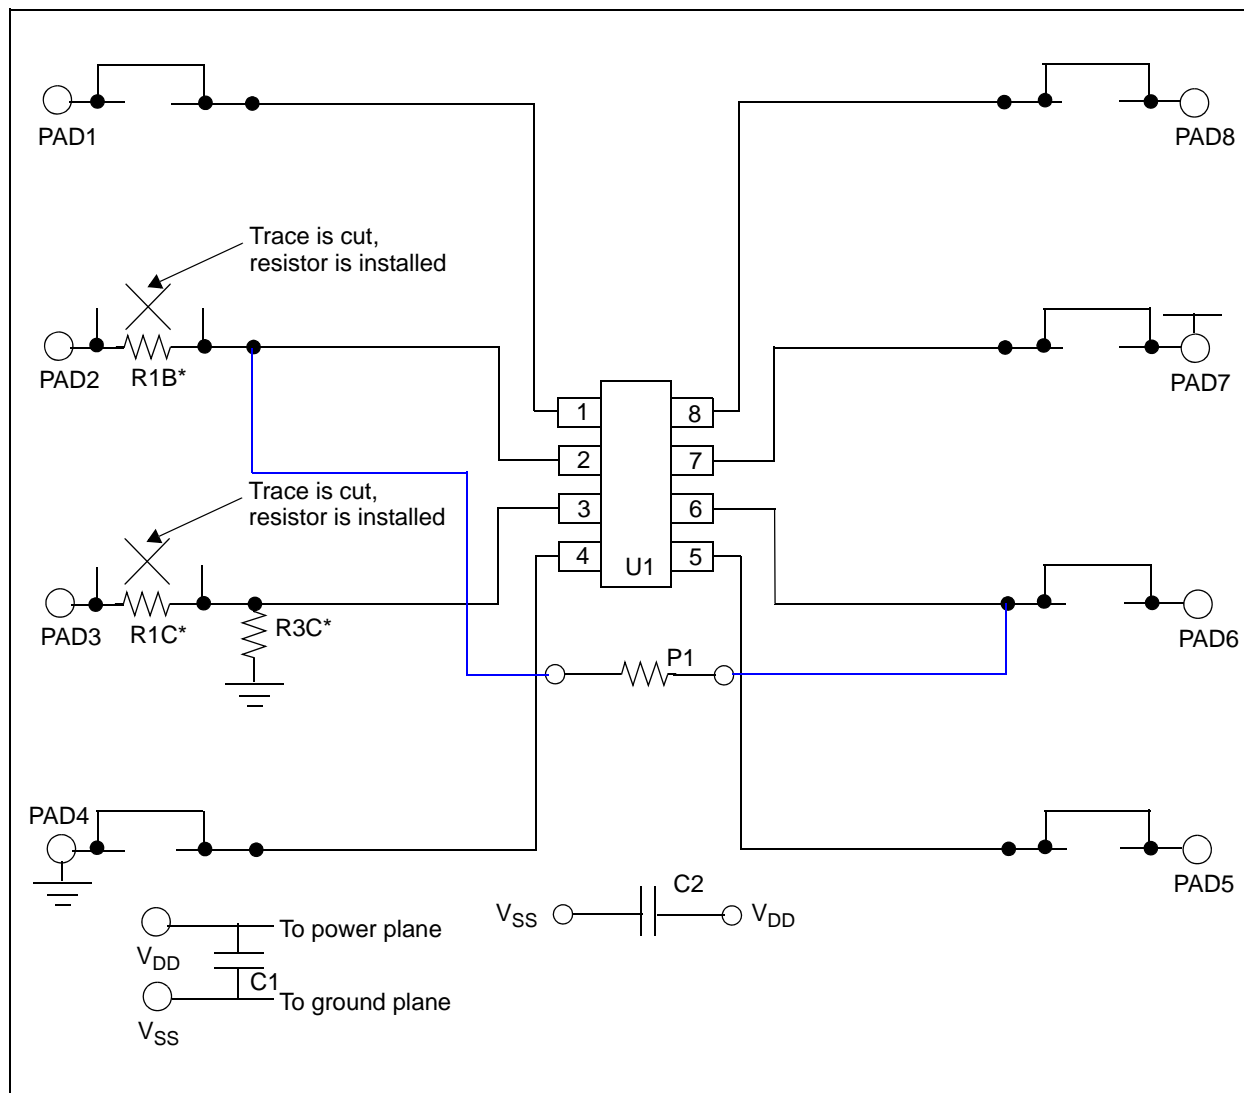 PAD1
PAD8
Trace is cut,
resistor is installed
PAD2
R1B*
PAD7
1
8
2
7
Trace is cut,
resistor is installed
3
6
4
5
U1
PAD3
R1C*
R3C*
P1
PAD6
PAD4
PAD5
C2
VSS
VDD
To power plane
VDD
C1
To ground plane
VSS